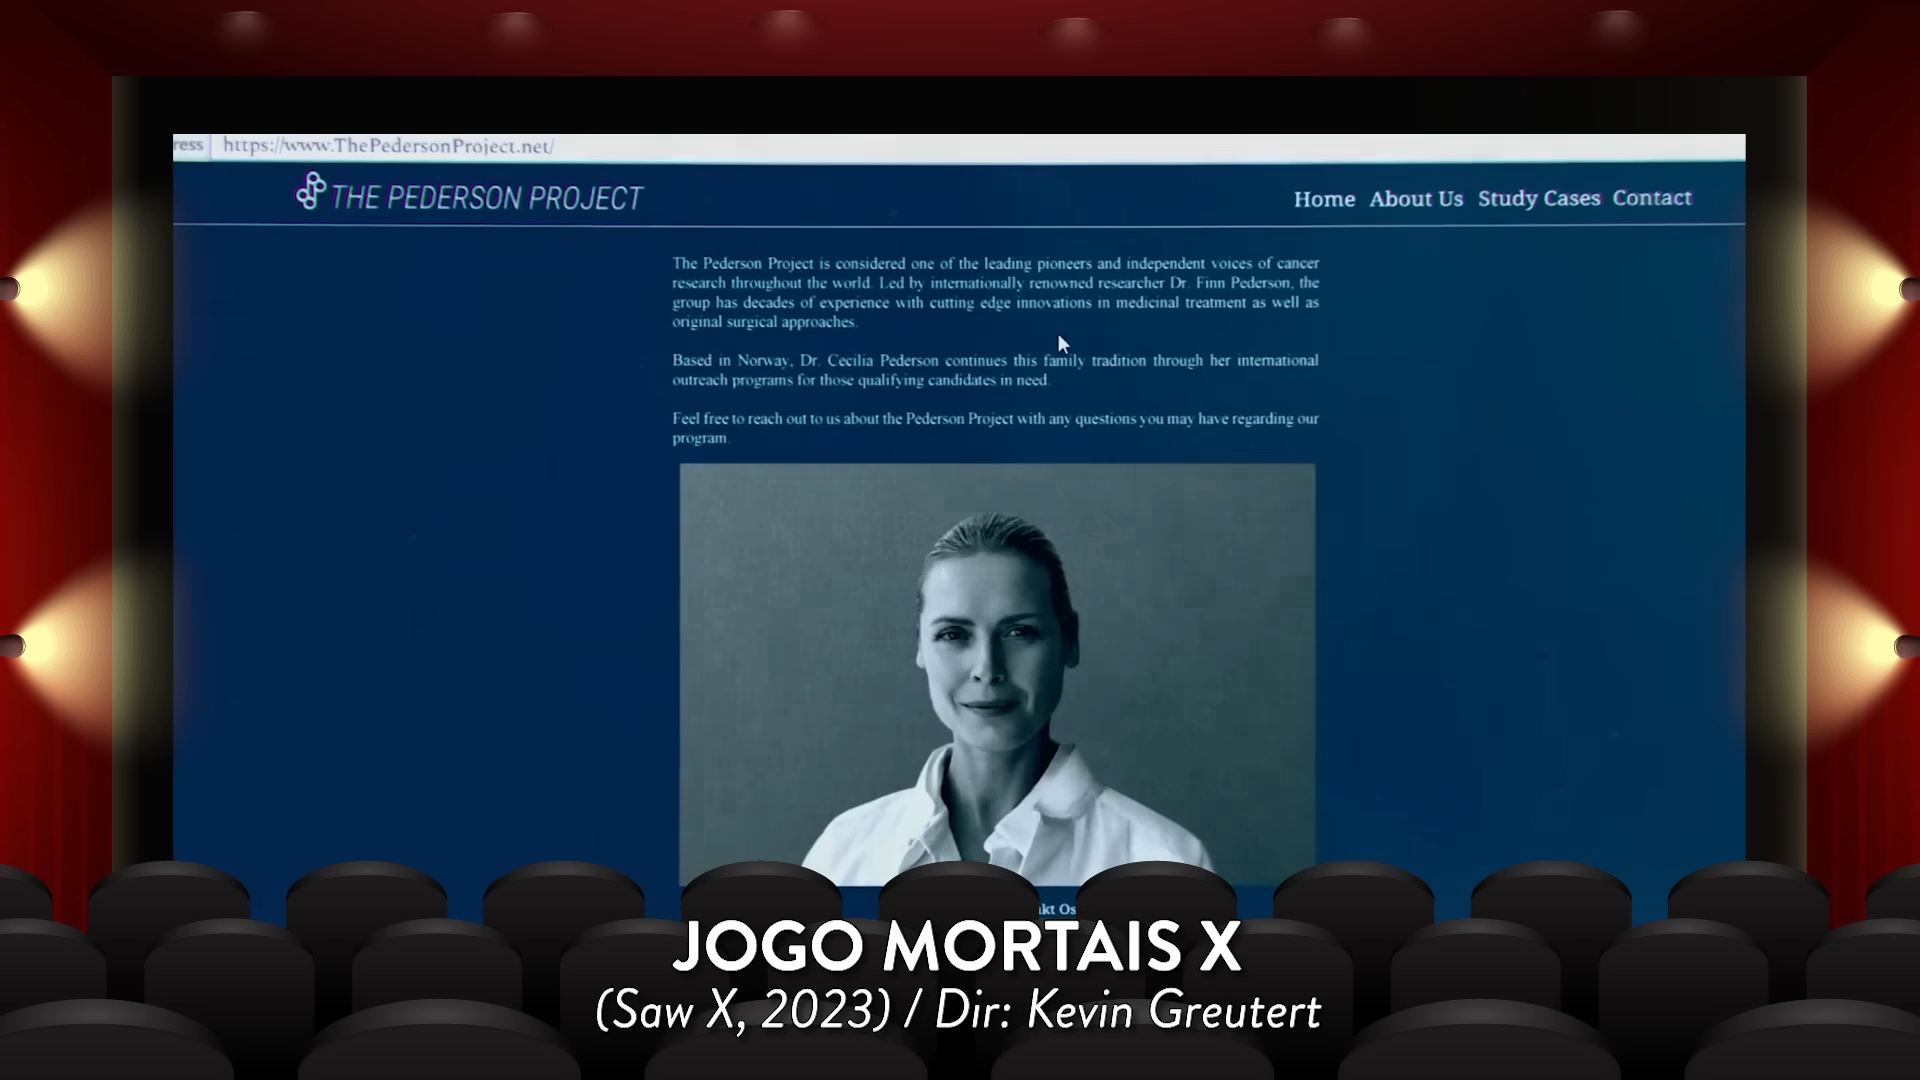 ress https://www.ThePedersonProject.net/
THE PEDERSON PROJECT
Home About Us Study Cases Contact
The Pederson Project is considered one of the leading pioneers and independent voices of cancer
research throughout the world. Led by internationally renowned researcher Dr. Finn Pederson, the
group has decades of experience with cutting edge innovations in medicinal treatment as well as
original surgical approaches.
Based in Norway, Dr. Cecilia Pederson continues this family tradition through her international
outreach programs for those qualifying candidates in need.
Feel free to reach out to us about the Pederson Project with any questions you may have regarding our
program.
kt Os
JOGO MORTAIS X
(Saw X, 2023) / Dir: Kevin Greutert